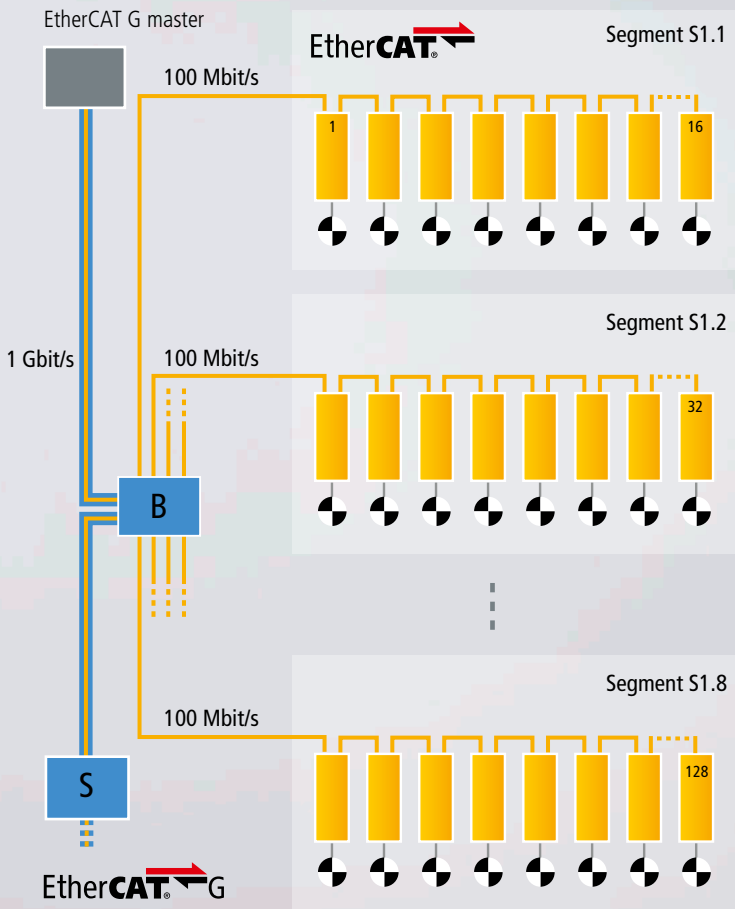 EtherCAT G master
EtherCAT®
Segment S1.1
100 Mbit/s
1
16
Segment S1.2
1 Gbit/s
100 Mbit/s
32
B
Segment S1.8
100 Mbit/s
S
128
EtherCAT® G